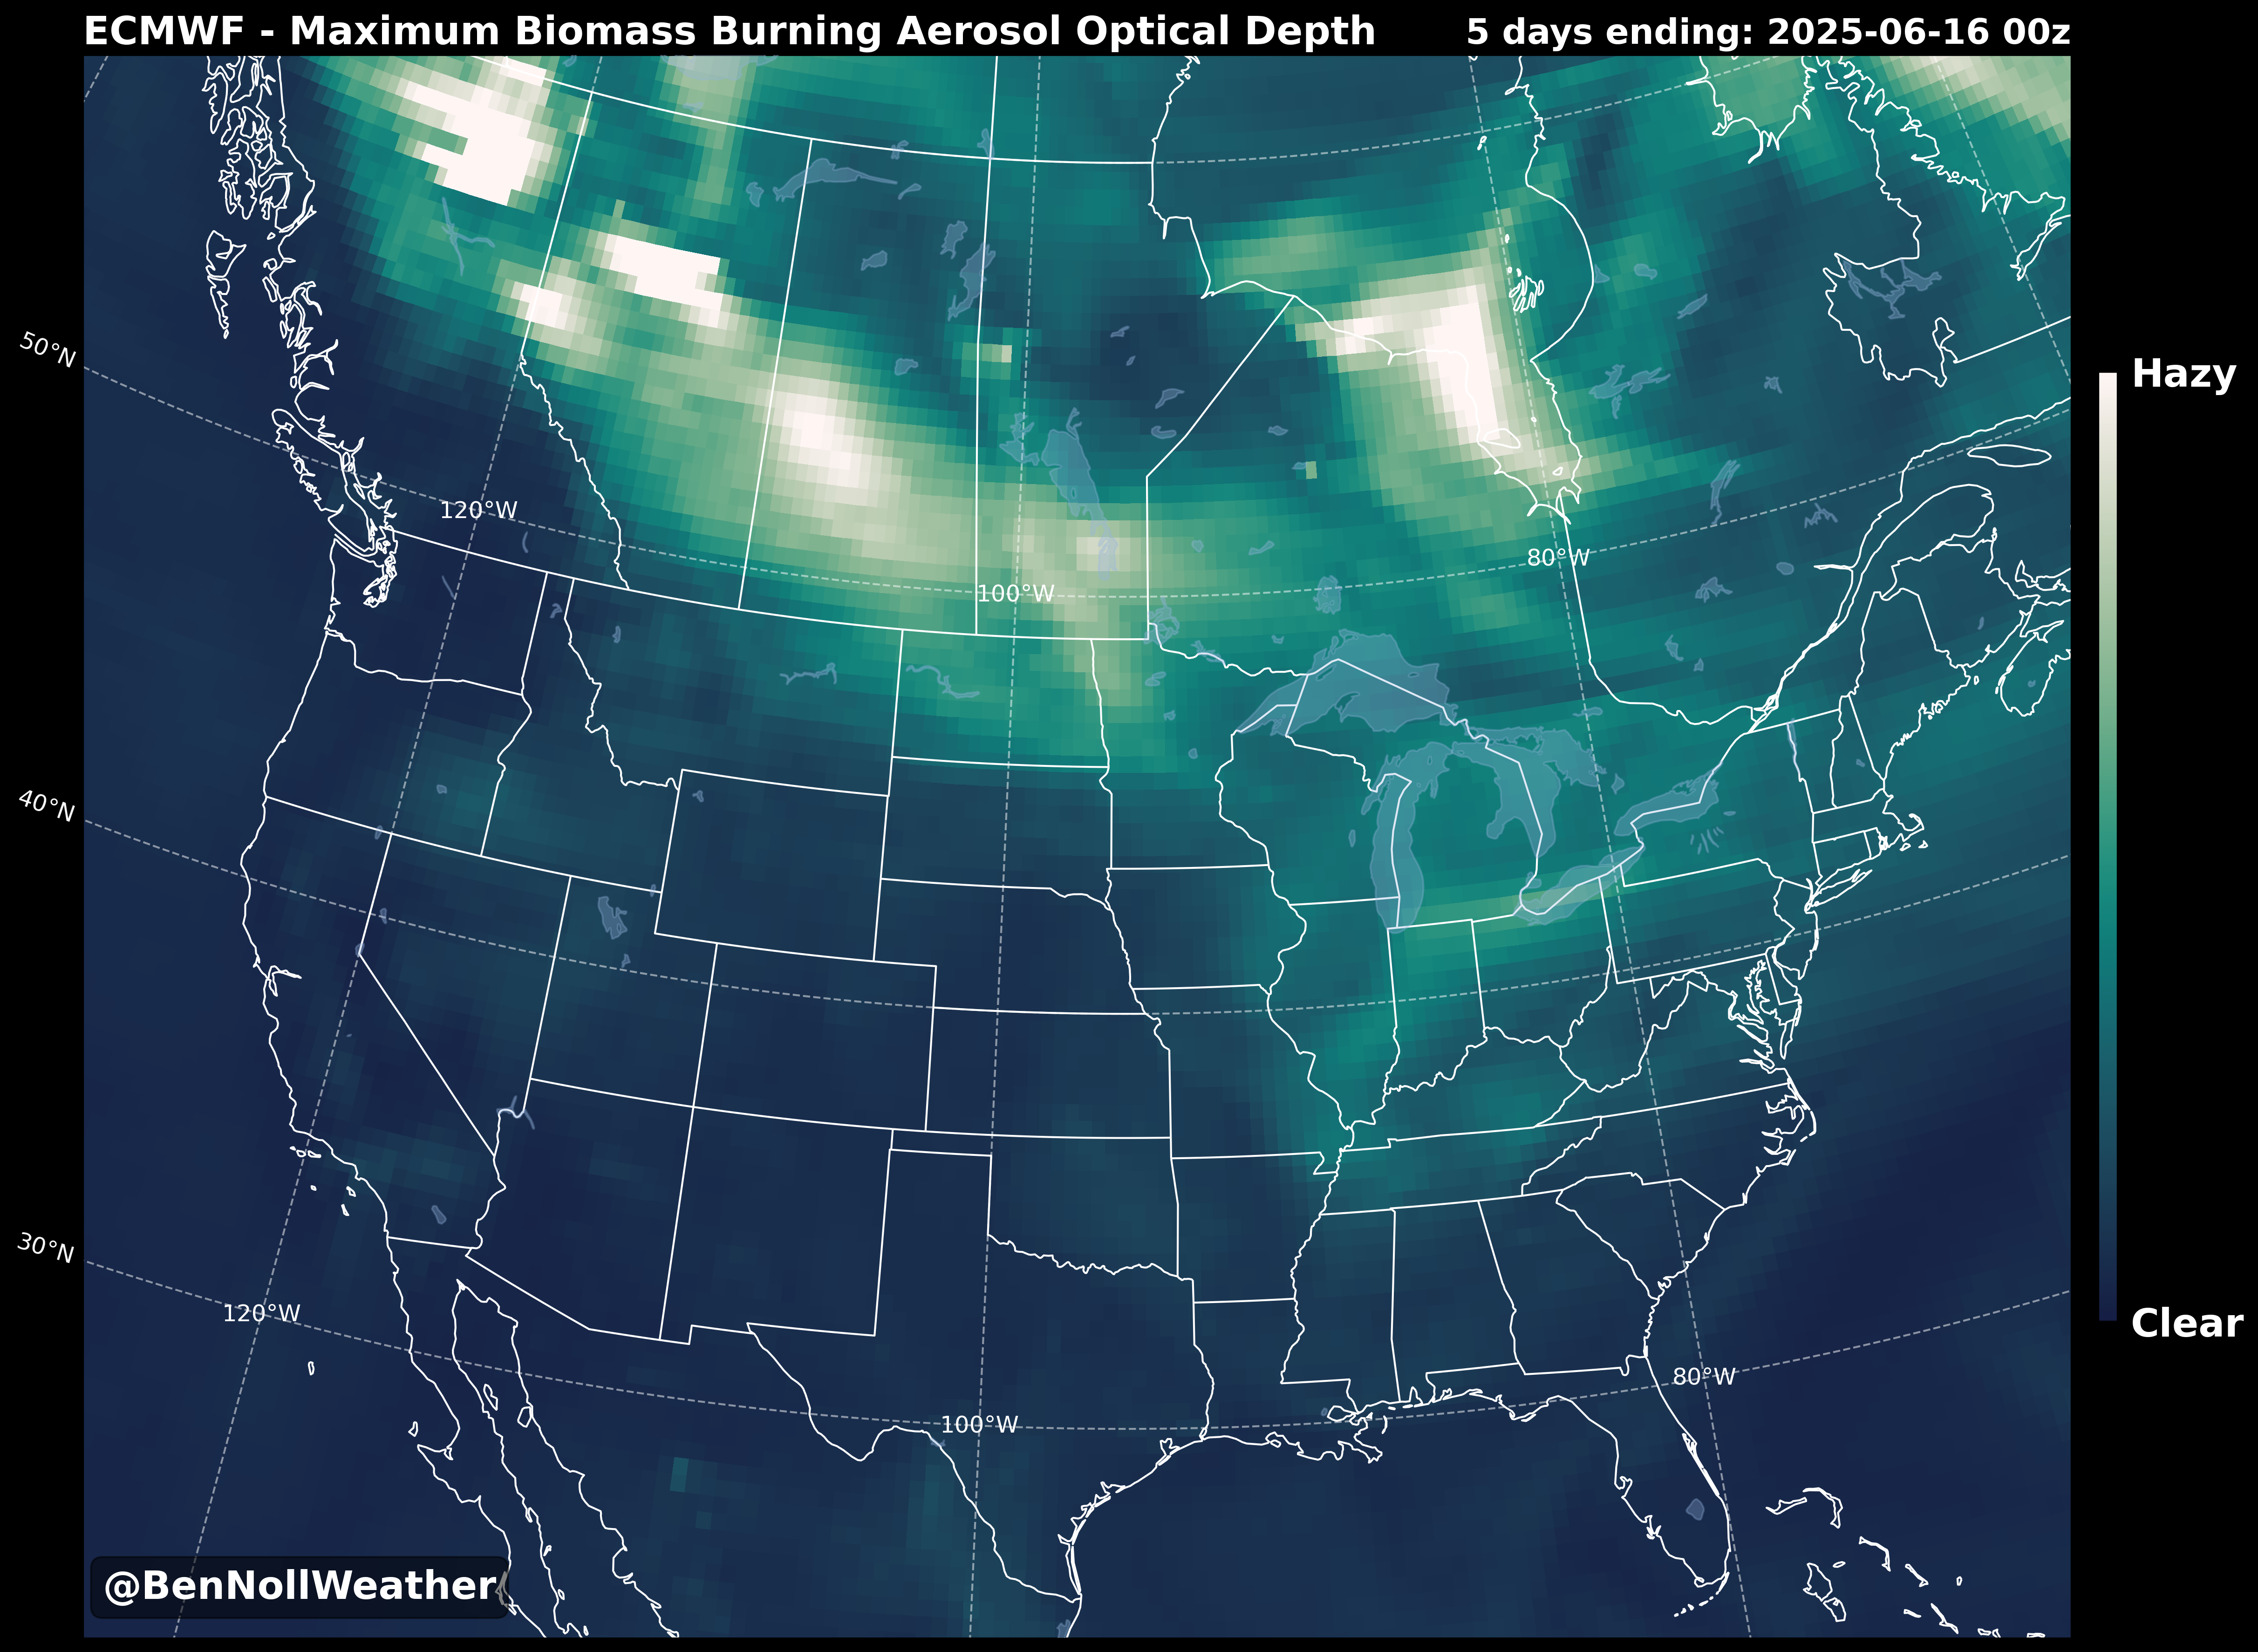 ECMWF - Maximum Biomass Burning Aerosol Optical Depth
5 days ending: 2025-06-16 00z
50°N
Hazy
120°W
80°W
100°W
40°N
30°N
120°W
Clear
80°W
100°W
@BenNollWeather